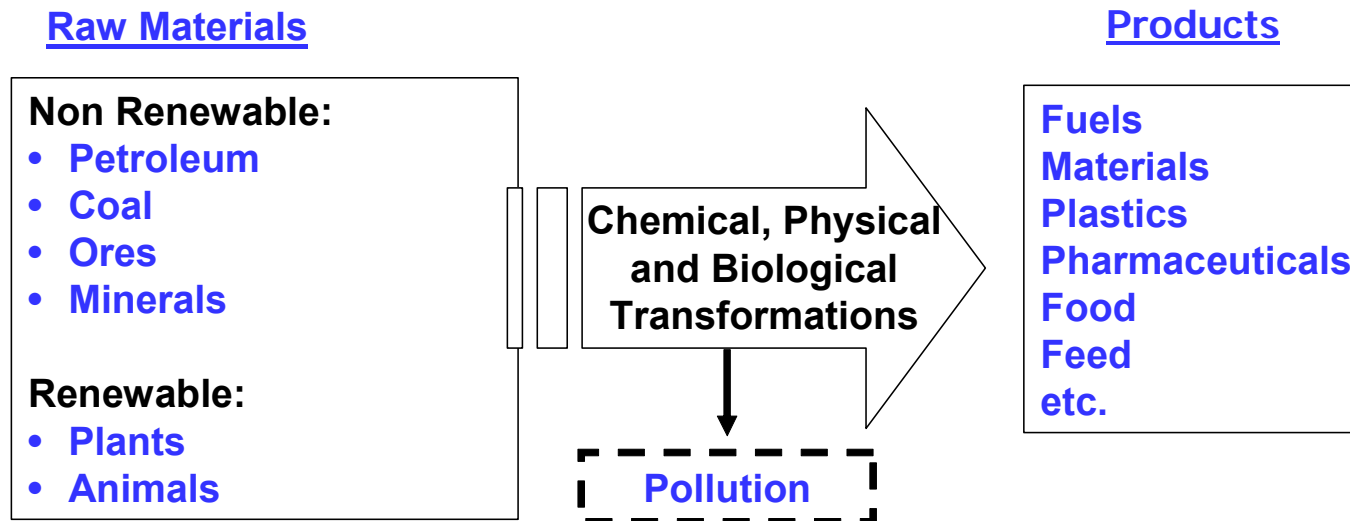 Raw Materials
Non Renewable:
• Petroleum
• Coal
• Ores
• Minerals
Renewable:
• Plants
• Animals
Chemical, Physical
and Biological
Transformations
Pollution
Products
Fuels
Materials
Plastics
Pharmaceuticals
Food
Feed
etc.